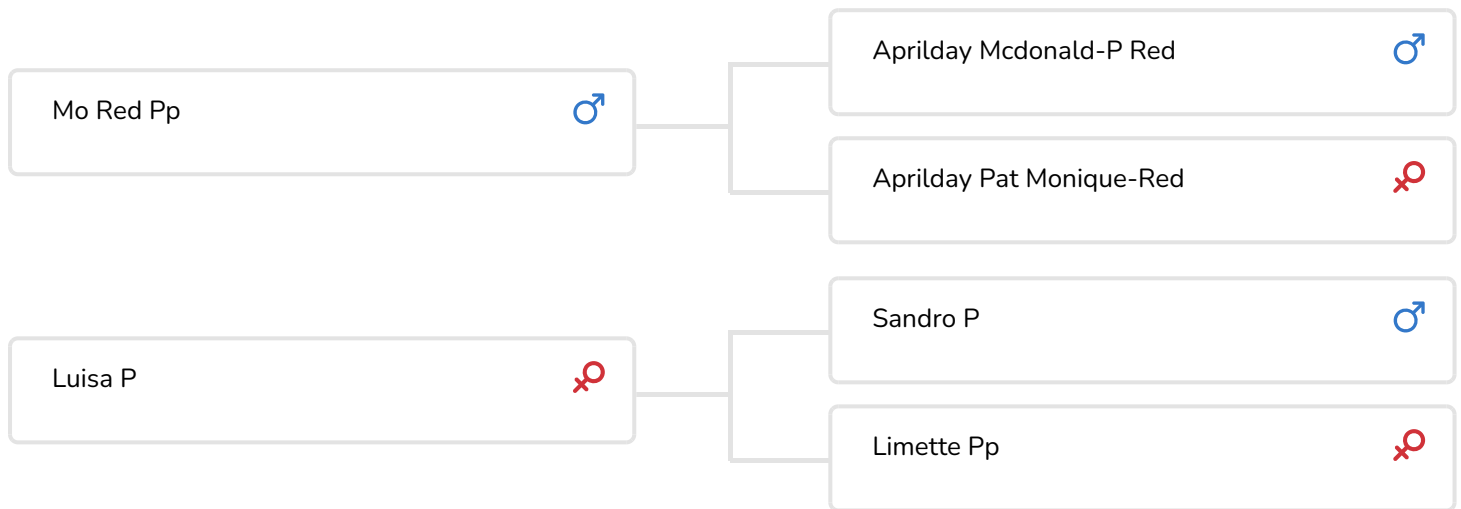 Aprilday Mcdonald-P Red
Mo Red Pp
Aprilday Pat Monique-Red
Sandro P
Luisa P
Limette Pp